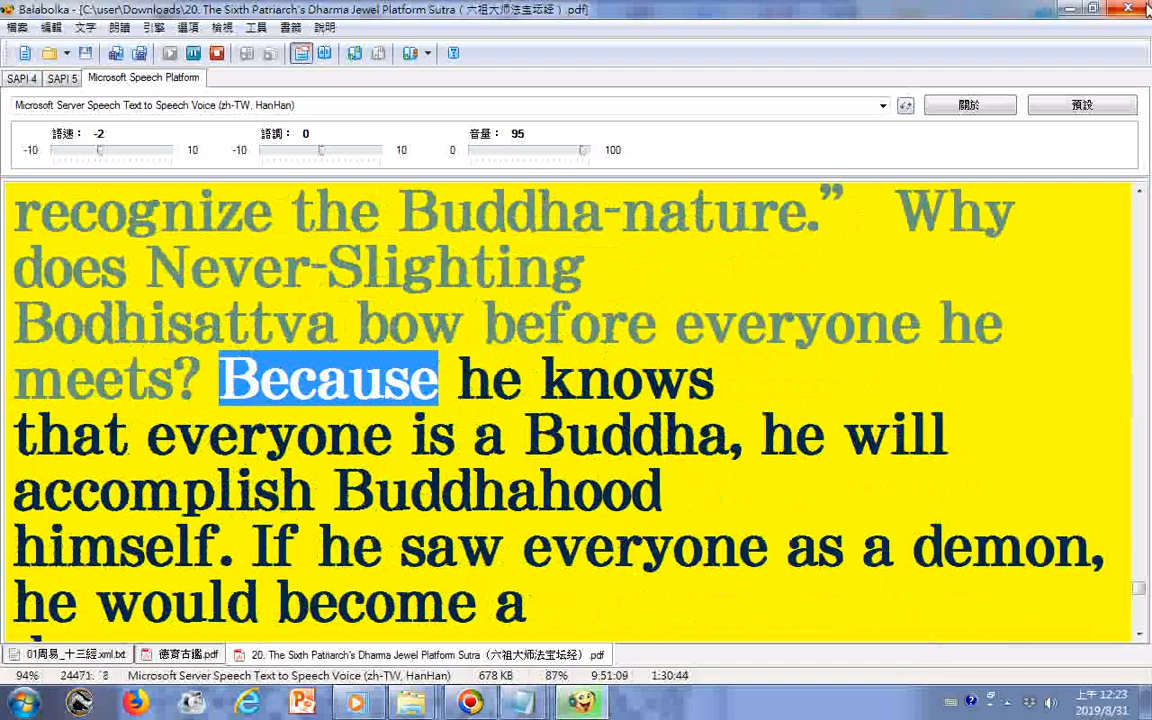 Balabolka - [C:\user\Downloads\20. The Sixth Patriarch's Dharma Jewel Platform Sutra（六祖大师法宝坛经）pdf]
檔案 編輯 文字 朗讀 引擎 選項 檢視 工具 書籤 說明
SAPI 4 SAPI 5 Microsoft Speech Platform
Microsoft Server Speech Text to Speech Voice (zh-TW, HanHan) 關於 預設
語速： -2 語調： 0 音量： 95
-10 10 -10 10 0 100
recognize the Buddha-nature.” Why
does Never-Slighting
Bodhisattva bow before everyone he
meets? Because he knows
that everyone is a Buddha, he will
accomplish Buddhahood
himself. If he saw everyone as a demon,
he would become a
01周易_十三經.xml.txt 德育古鑑.pdf 20. The Sixth Patriarch's Dharma Jewel Platform Sutra（六祖大师法宝坛经）.pdf
94% Microsoft Server Speech Text to Speech Voice (zh-TW, HanHan) 678 KB 87% 9:51:09 1:30:44
上午 12:23
2019/8/31